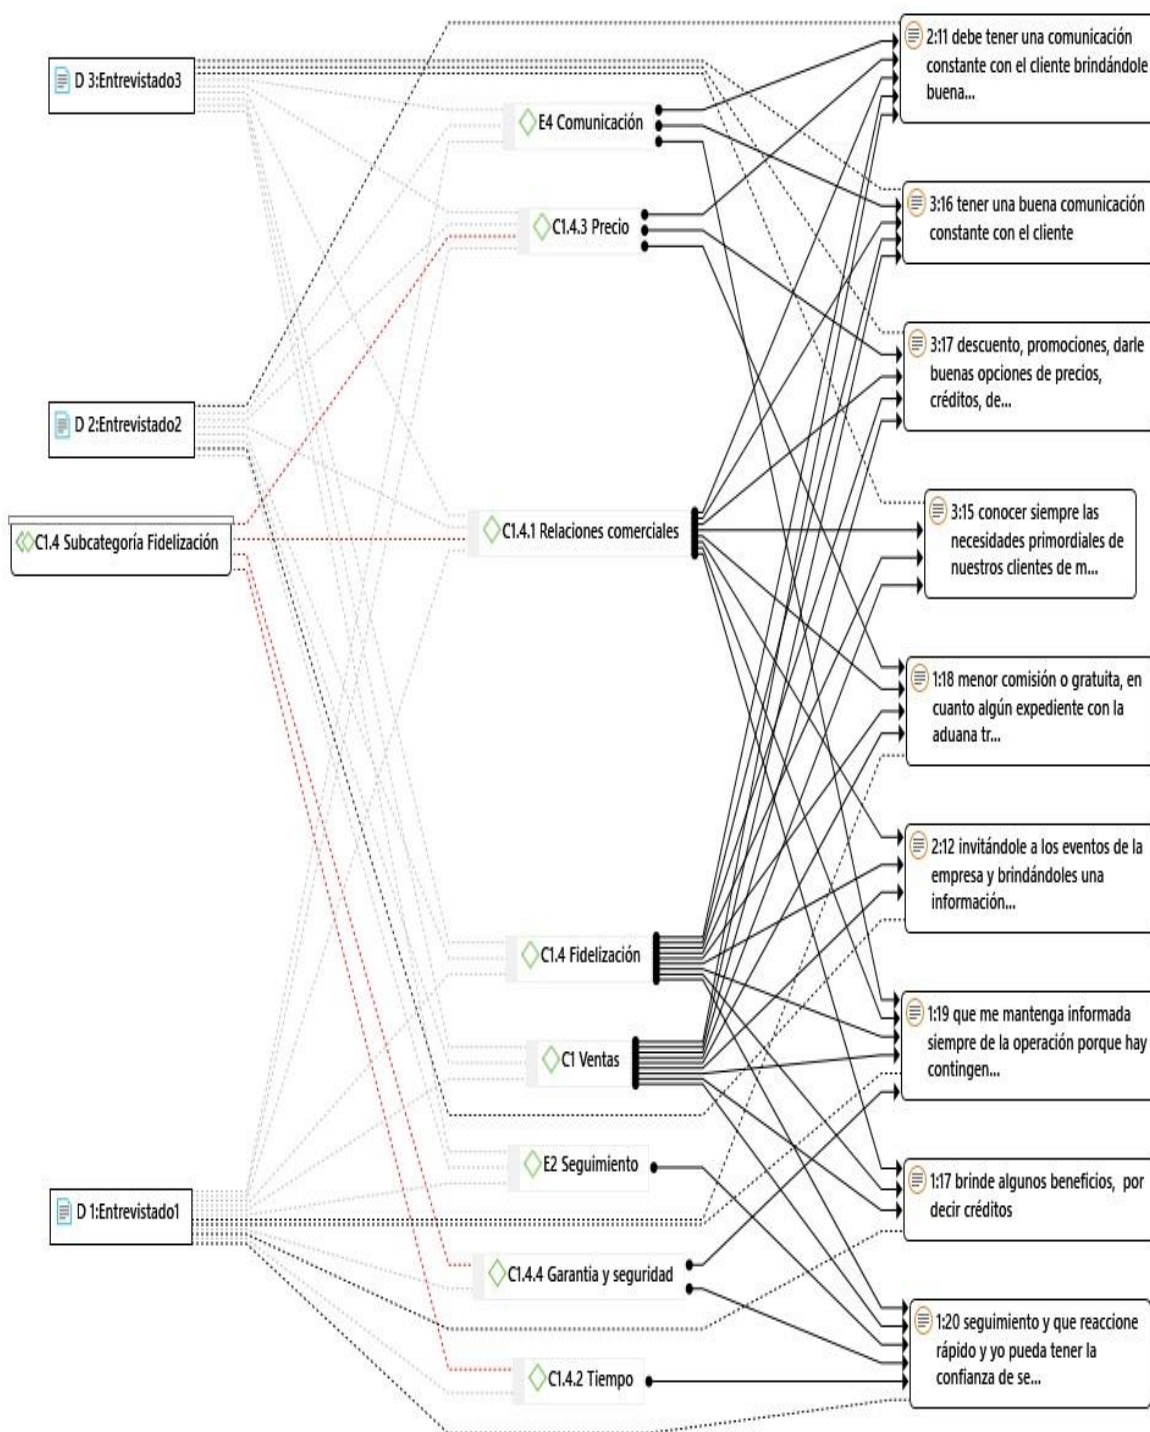 D 3:Entrevistado3
D 2:Entrevistado2
C1.4 Subcategoría Fidelización
D 1:Entrevistado1
E4 Comunicación
C1.4.3 Precio
C1.4.1 Relaciones comerciales
C1.4 Fidelización
C1 Ventas
E2 Seguimiento
C1.4.4 Garantia y seguridad
C1.4.2 Tiempo
2:11 debe tener una comunicación
constante con el cliente brindándole
buena...
3:16 tener una buena comunicación
constante con el cliente
3:17 descuento, promociones, darle
buenas opciones de precios,
créditos, de...
3:15 conocer siempre las
necesidades primordiales de
nuestros clientes de m...
1:18 menor comisión o gratuita, en
cuanto algún expediente con la
aduana tr...
2:12 invitándole a los eventos de la
empresa y brindándoles una
información...
1:19 que me mantenga informada
siempre de la operación porque hay
contingen...
1:17 brinde algunos beneficios, por
decir créditos
1:20 seguimiento y que reaccione
rápido y yo pueda tener la
confianza de se...